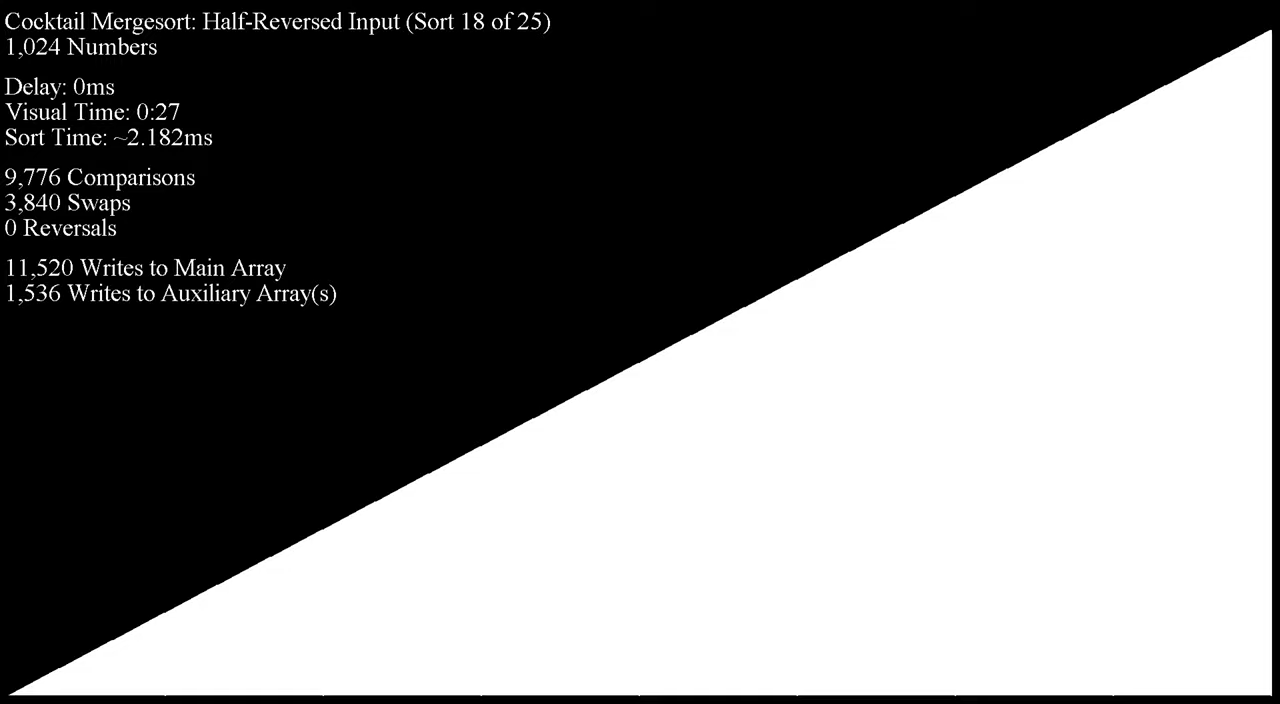 Cocktail Mergesort: Half-Reversed Input (Sort 18 of 25)
1,024 Numbers
Delay: 0ms
Visual Time: 0:27
Sort Time: ~2.182ms
9,776 Comparisons
3,840 Swaps
0 Reversals
11,520 Writes to Main Array
1,536 Writes to Auxiliary Array(s)